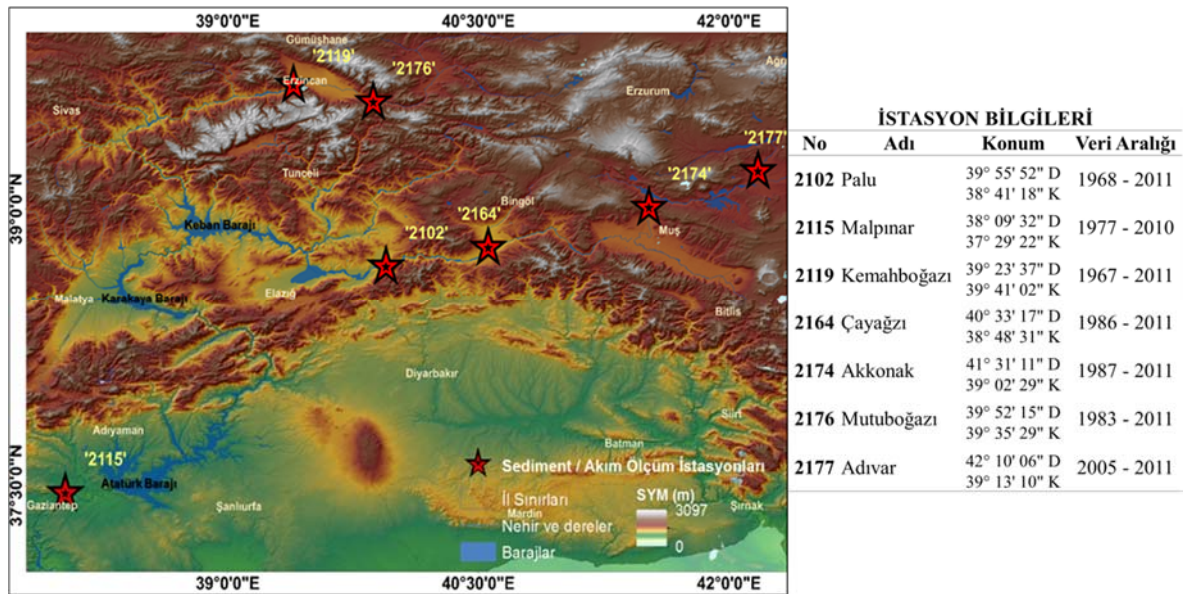 39°0'0"E 40°30'0"E 42°0'0"E
Gümüşhane
'2119' '2176'
Erzincan
Ağrı
Erzurum
Sivas
'2177'
Tunceli
'2174'
39°0'0"N
Bingöl
'2164'
Muş
Keban Barajı
'2102'
Elazığ
Malatya
Karakaya Barajı
Bitlis
Diyarbakır
Siirt
Adıyaman
Batman
'2115'
Sediment / Akım Ölçüm İstasyonları
Atatürk Barajı
37°30'0"N
Gaziantep
Şanlıurfa
İl Sınırları
SYM (m)
Mardin
3097
Şırnak
Nehir ve dereler
0
Barajlar
39°0'0"E 40°30'0"E 42°0'0"E
İSTASYON BİLGİLERİ
No Adı Konum Veri Aralığı
2102 Palu 39° 55' 52" D 1968 - 2011
38° 41' 18" K
2115 Malpınar 38° 09' 32" D 1977 - 2010
37° 29' 22" K
2119 Kemahboğazı 39° 23' 37" D 1967 - 2011
39° 41' 02" K
2164 Çayağzı 40° 33' 17" D 1986 - 2011
38° 48' 31" K
2174 Akkonak 41° 31' 11" D 1987 - 2011
39° 02' 29" K
2176 Mutuboğazı 39° 52' 15" D 1983 - 2011
39° 35' 29" K
2177 Adıvar 42° 10' 06" D 2005 - 2011
39° 13' 10" K